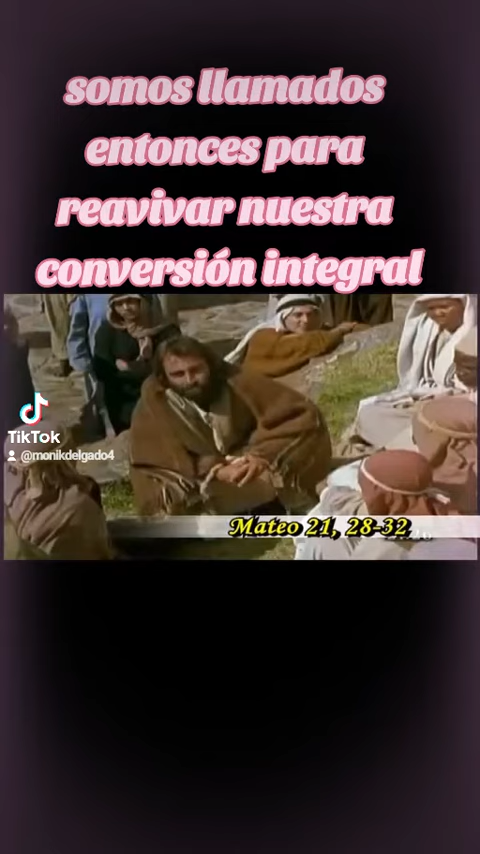 somos llamados
entonces para
reavivar nuestra
conversión integral
TikTok
@monikdelgado4
Mateo 21, 28-32